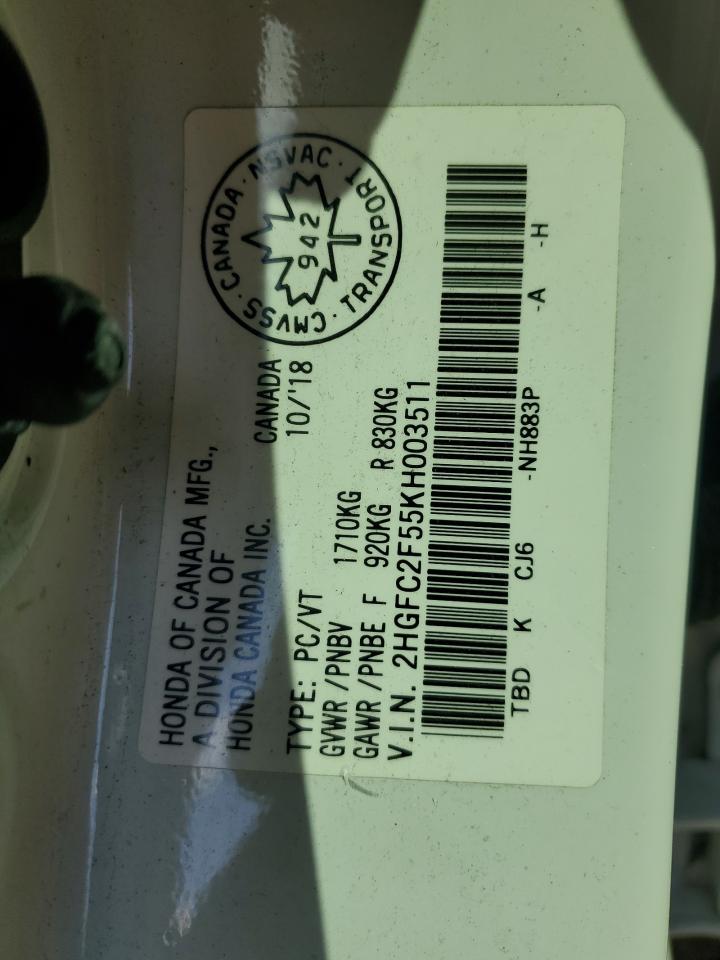 HONDA OF CANADA MFG.,
A DIVISION OF
HONDA CANADA INC.
CANADA
10/'18
CMVSS · CANADA · NSVAC · TRANSPORT ·
942
TYPE: PC/VT
GVWR /PNBV 1710KG
GAWR /PNBE F 920KG R 830KG
V.I.N. 2HGFC2F55KH003511
TBD K CJ6 -NH883P -A -H